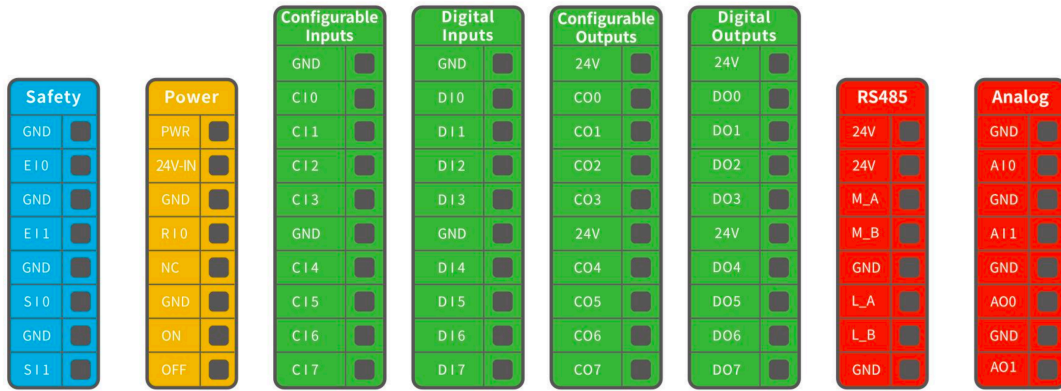 Safety
GND
EI0
GND
EI1
GND
SI0
GND
SI1
Power
PWR
24V-IN
GND
RI0
NC
GND
ON
OFF
Configurable
Inputs
GND
CI0
CI1
CI2
CI3
GND
CI4
CI5
CI6
CI7
Digital
Inputs
GND
DI0
DI1
DI2
DI3
GND
DI4
DI5
DI6
DI7
Configurable
Outputs
24V
CO0
CO1
CO2
CO3
24V
CO4
CO5
CO6
CO7
Digital
Outputs
24V
DO0
DO1
DO2
DO3
24V
DO4
DO5
DO6
DO7
RS485
24V
24V
M_A
M_B
GND
L_A
L_B
GND
Analog
GND
AI0
GND
AI1
GND
AO0
GND
AO1